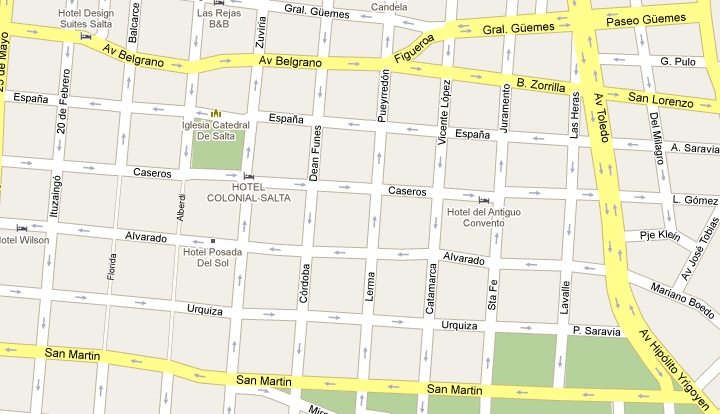 Las Rejas
B&B
Gral. Güemes
Candela
Hotel Design
Suites Salta
Balcarce
Zuviría
Figueroa
Gral. Güemes
Paseo Güemes
25 de Mayo
Av Belgrano
Av Belgrano
G. Pulo
20 de Febrero
Pueyrredón
Vicente López
B. Zorrilla
San Lorenzo
España
Iglesia Catedral
De Salta
España
Dean Funes
España
Juramento
Las Heras
Av Toledo
Del Milagro
A. Saravia
Caseros
HOTEL
COLONIAL-SALTA
Caseros
L. Gómez
Ituzaingó
Alberdi
Hotel del Antiguo
Convento
Hotel Wilson
Alvarado
Hotel Posada
Del Sol
Pje Klein
Av José Tobias
Alvarado
Florida
Córdoba
Lerma
Catamarca
Santa Fe
Lavalle
Mariano Boedo
Urquiza
Urquiza
P. Saravia
Av Hipólito Yrigoyen
San Martin
San Martin
San Martin